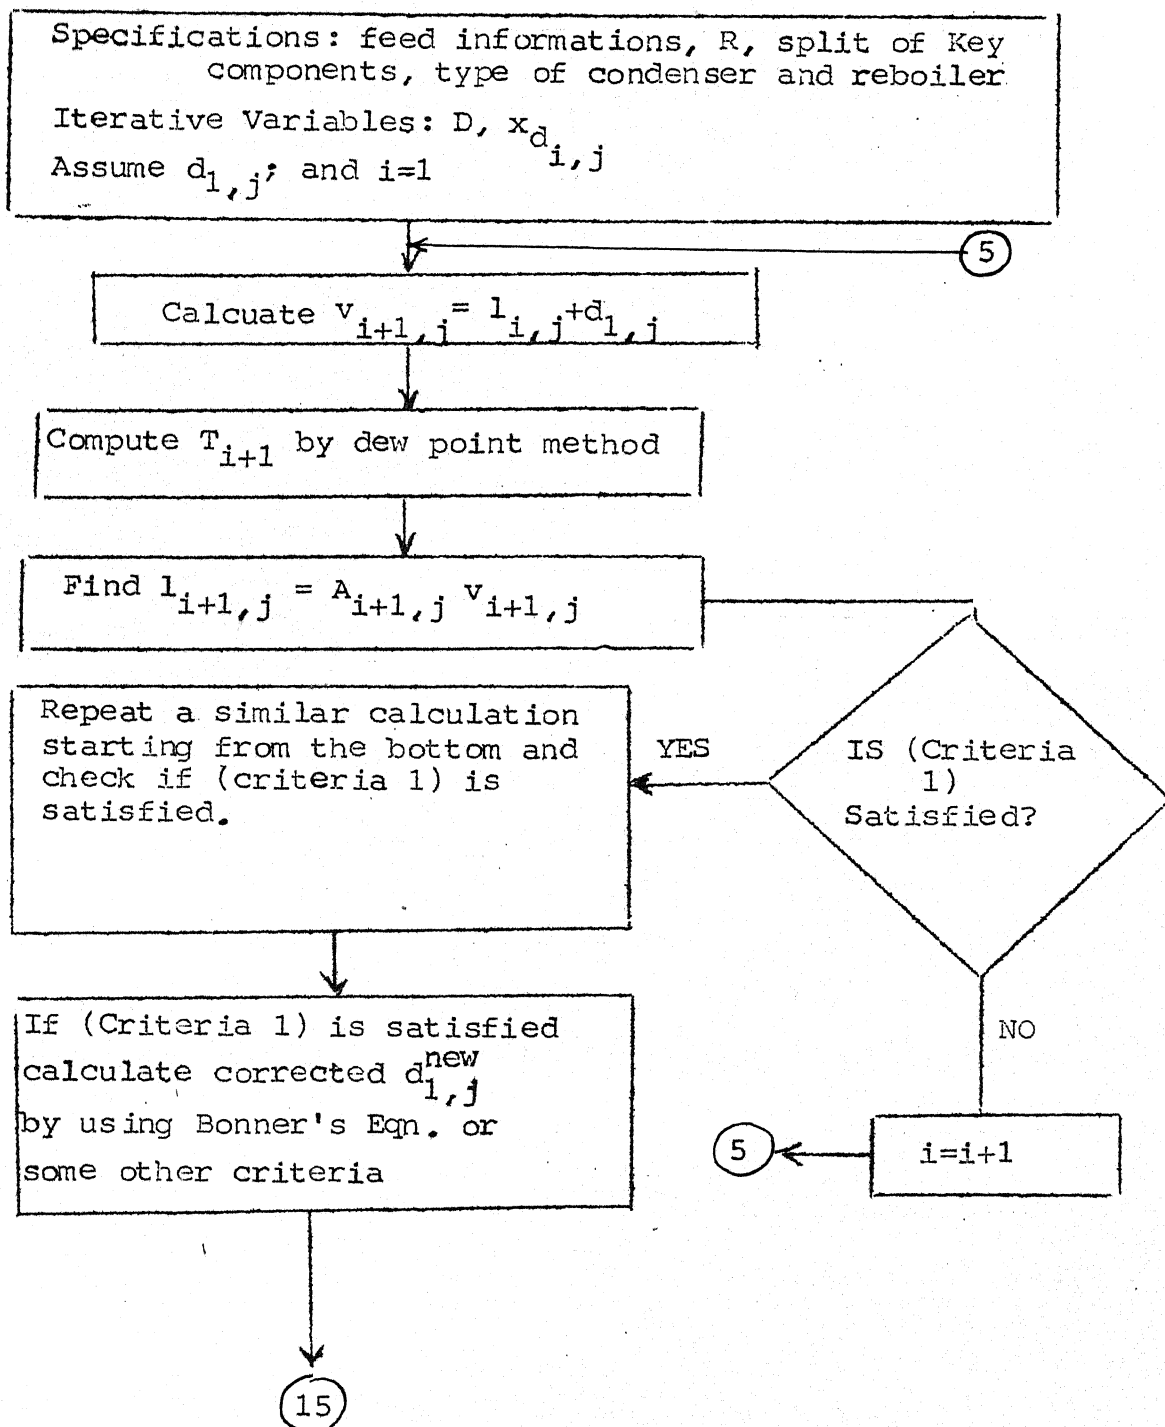 Specifications: feed informations, R, split of Key
components, type of condenser and reboiler
Iterative Variables: D, x_{d_{i,j}}
Assume d_{1,j}; and i=1
5
Calcuate v_{i+1,j} = l_{i,j}+d_{1,j}
Compute T_{i+1} by dew point method
Find l_{i+1,j} = A_{i+1,j} v_{i+1,j}
Repeat a similar calculation
starting from the bottom and
check if (criteria 1) is
satisfied.
YES
IS (Criteria
1)
Satisfied?
If (Criteria 1) is satisfied
calculate corrected d_{1,j}^{new}
by using Bonner's Eqn. or
some other criteria
NO
i=i+1
5
15